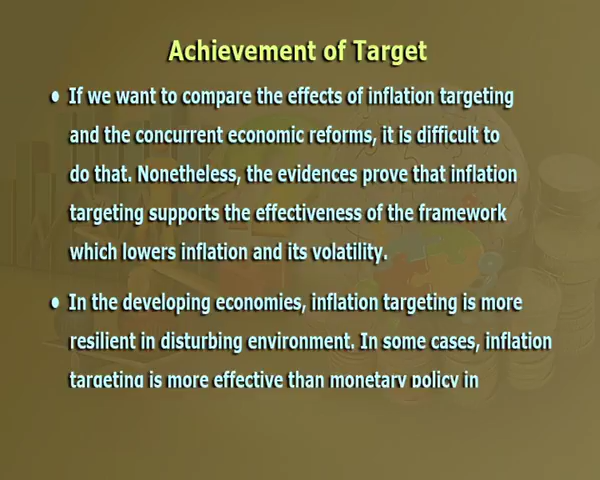 Achievement of Target
• If we want to compare the effects of inflation targeting
and the concurrent economic reforms, it is difficult to
do that. Nonetheless, the evidences prove that inflation
targeting supports the effectiveness of the framework
which lowers inflation and its volatility.
• In the developing economies, inflation targeting is more
resilient in disturbing environment. In some cases, inflation
targeting is more effective than monetary policy in